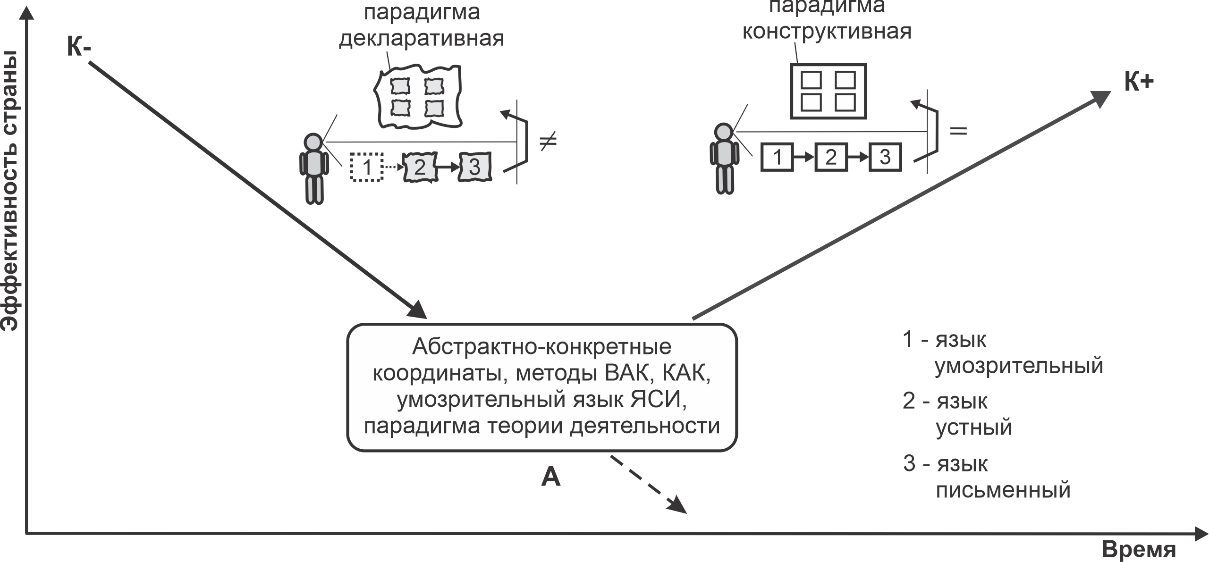 парадигма
декларативная
парадигма
конструктивная
К-
К+
Эффективность страны
≠
=
1
2
3
1
2
3
Абстрактно-конкретные
координаты, методы ВАК, КАК,
умозрительный язык ЯСИ,
парадигма теории деятельности
А
1 - язык
умозрительный
2 - язык
устный
3 - язык
письменный
Время